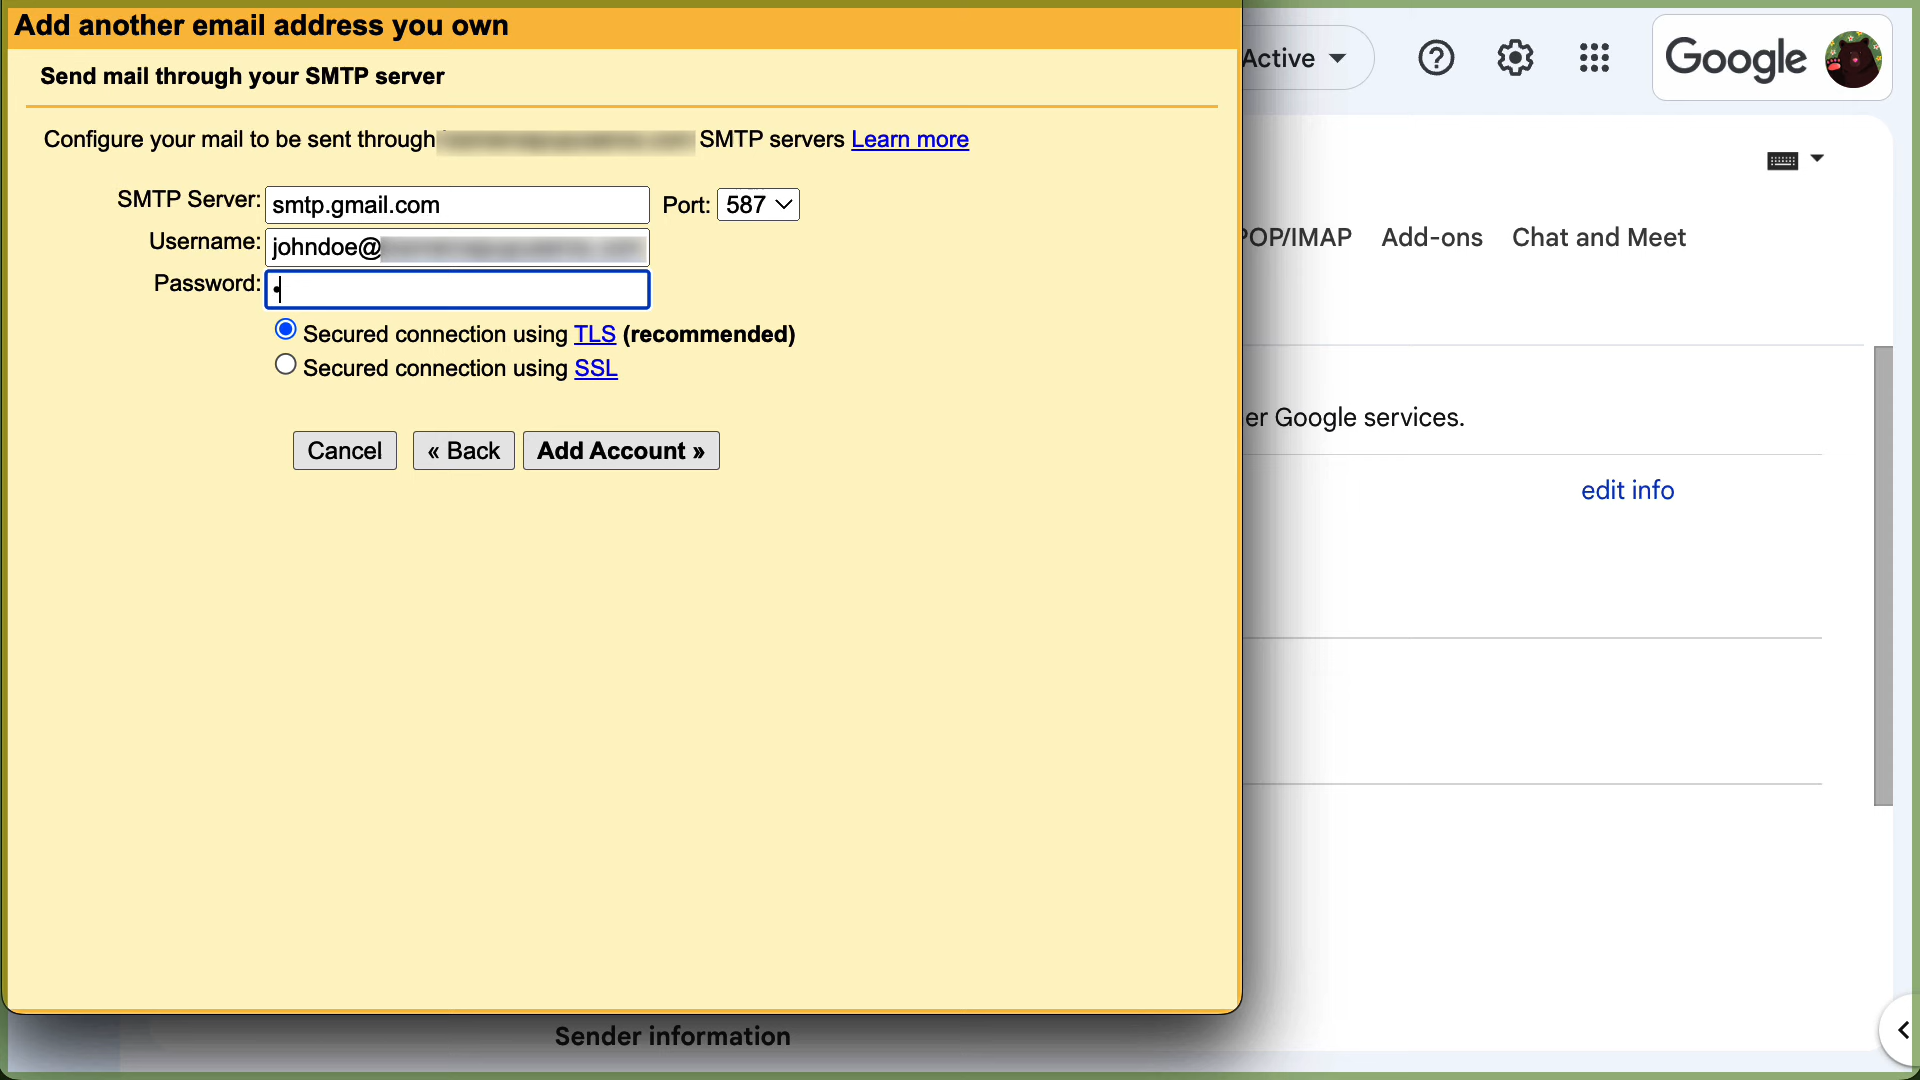 Add another email address you own
Send mail through your SMTP server
Configure your mail to be sent through SMTP servers Learn more
SMTP Server: smtp.gmail.com Port: 587
Username: johndoe@
Password: •
Secured connection using TLS (recommended)
Secured connection using SSL
Cancel « Back Add Account »
Active
Google
POP/IMAP Add-ons Chat and Meet
er Google services.
edit info
Sender information